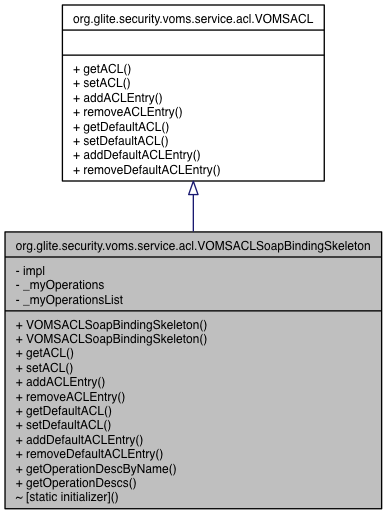 org.glite.security.voms.service.acl.VOMSACL
+ getACL()
+ setACL()
+ addACLEntry()
+ removeACLEntry()
+ getDefaultACL()
+ setDefaultACL()
+ addDefaultACLEntry()
+ removeDefaultACLEntry()
org.glite.security.voms.service.acl.VOMSACLSoapBindingSkeleton
- impl
- _myOperations
- _myOperationsList
+ VOMSACLSoapBindingSkeleton()
+ VOMSACLSoapBindingSkeleton()
+ getACL()
+ setACL()
+ addACLEntry()
+ removeACLEntry()
+ getDefaultACL()
+ setDefaultACL()
+ addDefaultACLEntry()
+ removeDefaultACLEntry()
+ getOperationDescByName()
+ getOperationDescs()
~ [static initializer]()